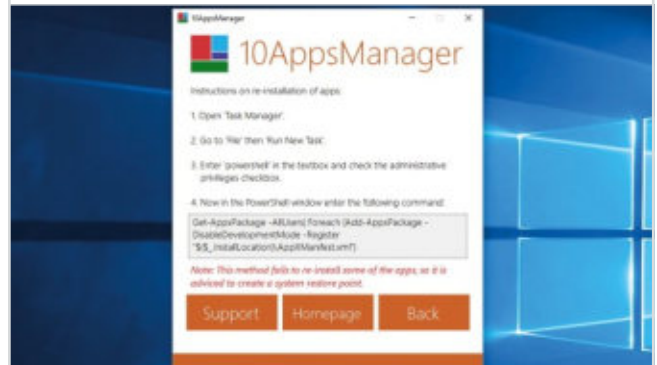 10AppsManager
10AppsManager
Instructions on re-installation of apps:
1. Open 'Task Manager'.
2. Go to 'File' then 'Run New Task'.
3. Enter 'powershell' in the textbox and check the administrative
privileges checkbox.
4. Now in the PowerShell window enter the following command:
Get-AppxPackage -AllUsers| Foreach {Add-AppxPackage -
DisableDevelopmentMode -Register
"$($_.InstallLocation)\AppXManifest.xml"}
Note: This method fails to re-install some of the apps, so it is
adviced to create a system restore point.
Support
Homepage
Back